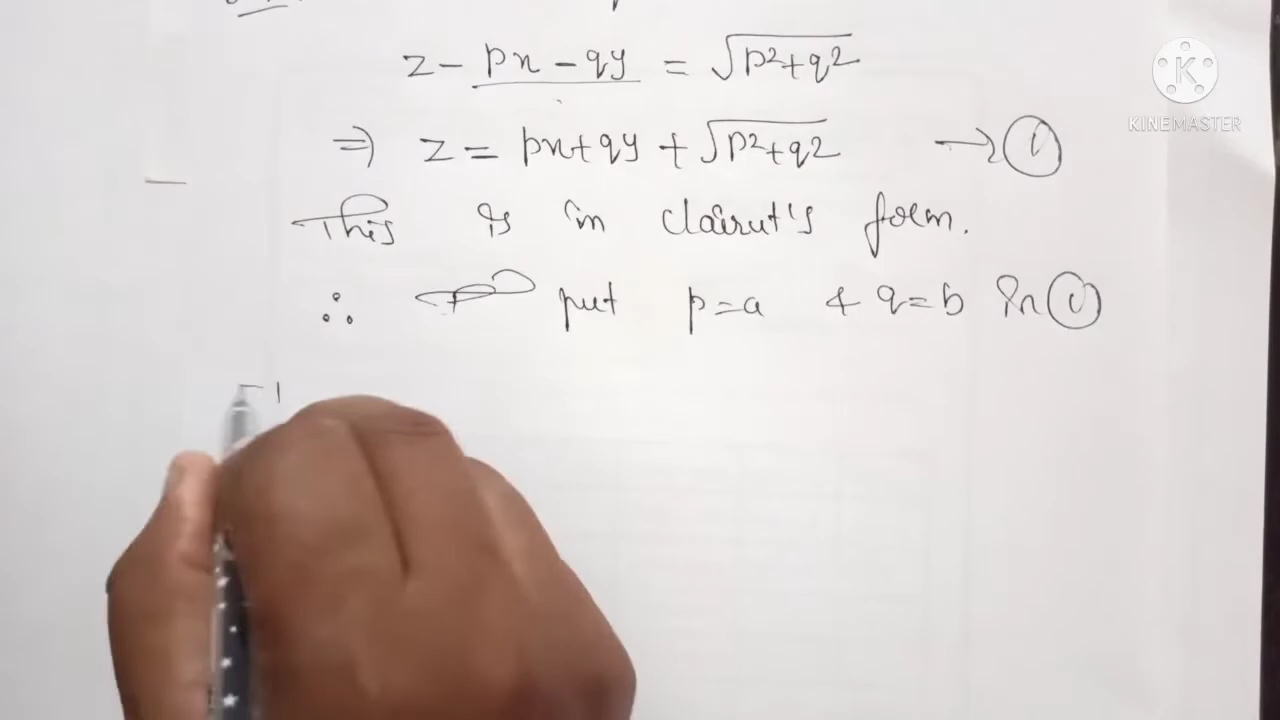 z - px - qy = √p²+q²
K
KINEMASTER
⇒ z = px+qy + √p²+q² → ①
This is in clairut's form.
∴ put p=a & q=b in ①